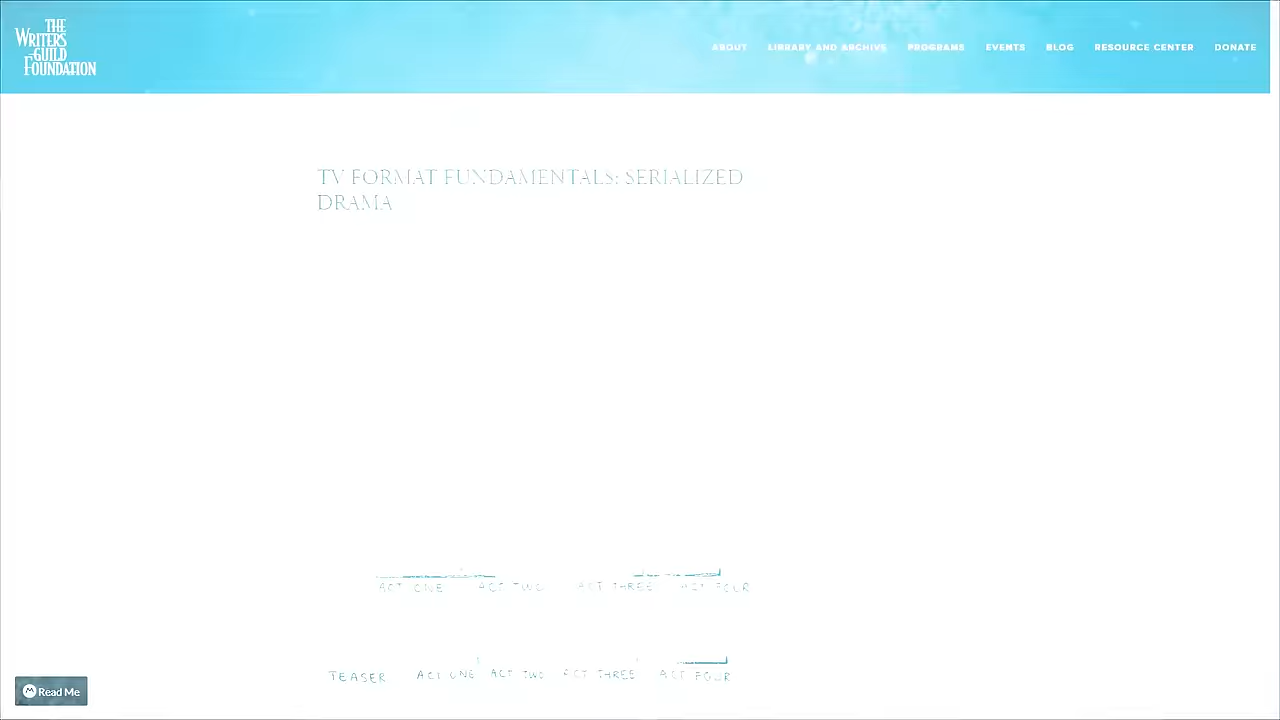 THE
WRITERS
GUILD
FOUNDATION
ABOUT LIBRARY AND ARCHIVE PROGRAMS EVENTS BLOG RESOURCE CENTER DONATE
TV FORMAT FUNDAMENTALS: SERIALIZED
DRAMA
ACT ONE ACT TWO ACT THREE ACT FOUR
TEASER ACT ONE ACT TWO ACT THREE ACT FOUR
Read Me